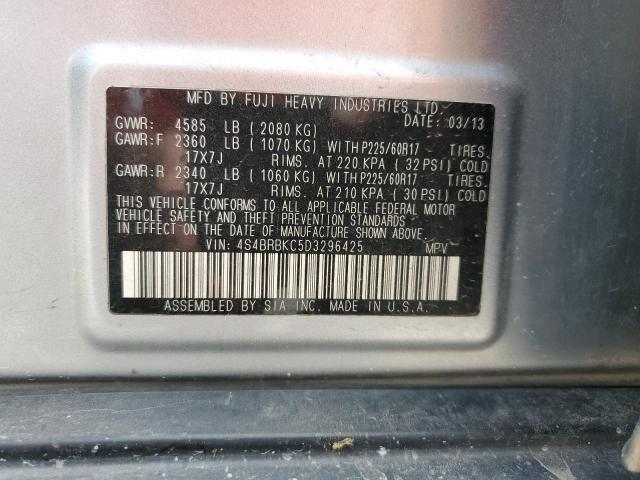 MFD BY FUJI HEAVY INDUSTRIES LTD.
DATE: 03/13
GVWR: 4585 LB ( 2080 KG)
GAWR:F 2360 LB ( 1070 KG) WITH P225/60R17 TIRES.
17X7J RIMS. AT 220 KPA ( 32 PSI) COLD
GAWR:R 2340 LB ( 1060 KG) WITH P225/60R17 TIRES.
17X7J RIMS. AT 210 KPA ( 30 PSI) COLD
THIS VEHICLE CONFORMS TO ALL APPLICABLE FEDERAL MOTOR
VEHICLE SAFETY AND THEFT PREVENTION STANDARDS
IN EFFECT ON THE DATE OF MANUFACTURE SHOWN ABOVE.
VIN: 4S4BRBKC5D3296425 MPV
ASSEMBLED BY SIA INC. MADE IN U.S.A.